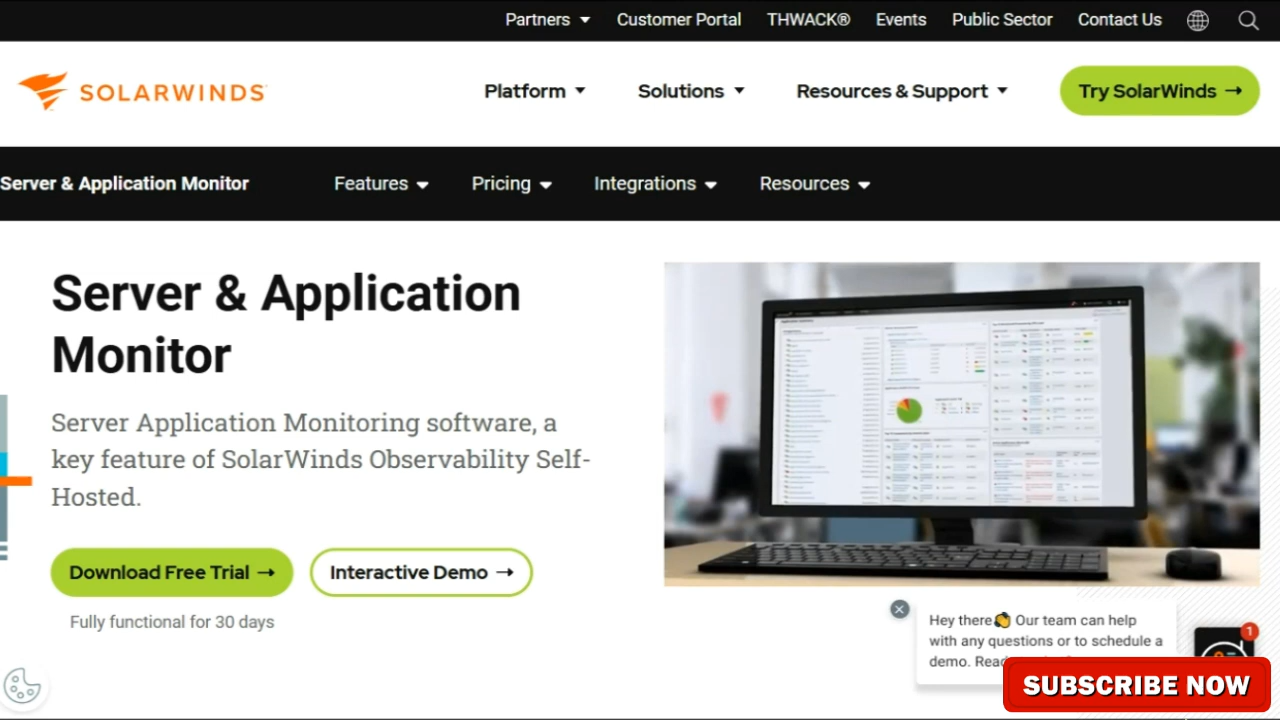 Partners Customer Portal THWACK® Events Public Sector Contact Us
SOLARWINDS
Platform Solutions Resources & Support Try SolarWinds →
Server & Application Monitor Features Pricing Integrations Resources
Server & Application
Monitor
Server Application Monitoring software, a
key feature of SolarWinds Observability Self-
Hosted.
Download Free Trial → Interactive Demo →
Fully functional for 30 days
Hey there👋 Our team can help
with any questions or to schedule a
demo.
1
SUBSCRIBE NOW